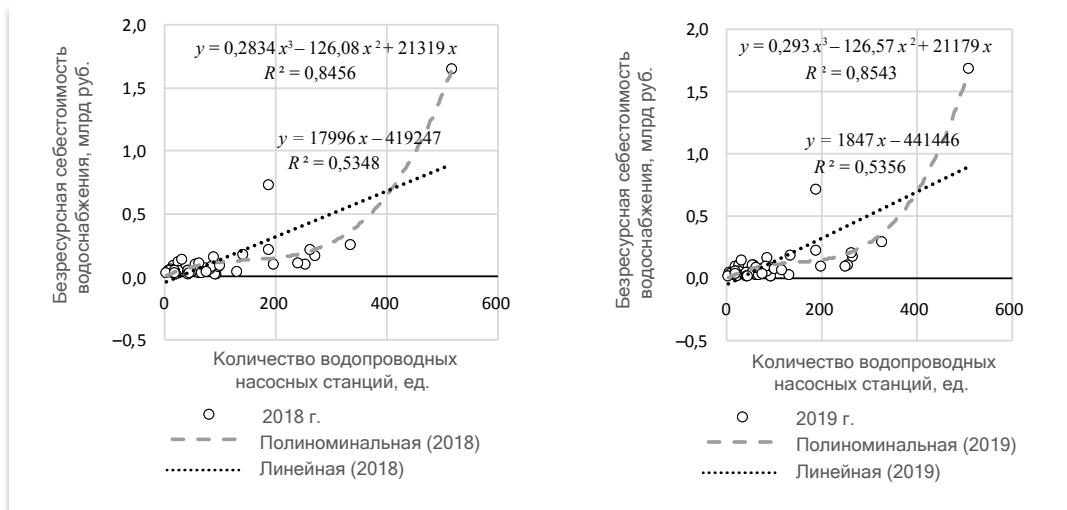 Безресурсная себестоимость
водоснабжения, млрд руб.
2,0
1,5
1,0
0,5
0,0
–0,5
0
200
400
600
y = 0,2834 x³ – 126,08 x² + 21319 x
R² = 0,8456
y = 17996 x – 419247
R² = 0,5348
Количество водопроводных
насосных станций, ед.
2018 г.
Полиноминальная (2018)
Линейная (2018)
Безресурсная себестоимость
водоснабжения, млрд руб.
2,0
1,5
1,0
0,5
0,0
–0,5
0
200
400
600
y = 0,293 x³ – 126,57 x² + 21179 x
R² = 0,8543
y = 1847 x – 441446
R² = 0,5356
Количество водопроводных
насосных станций, ед.
2019 г.
Полиноминальная (2019)
Линейная (2019)